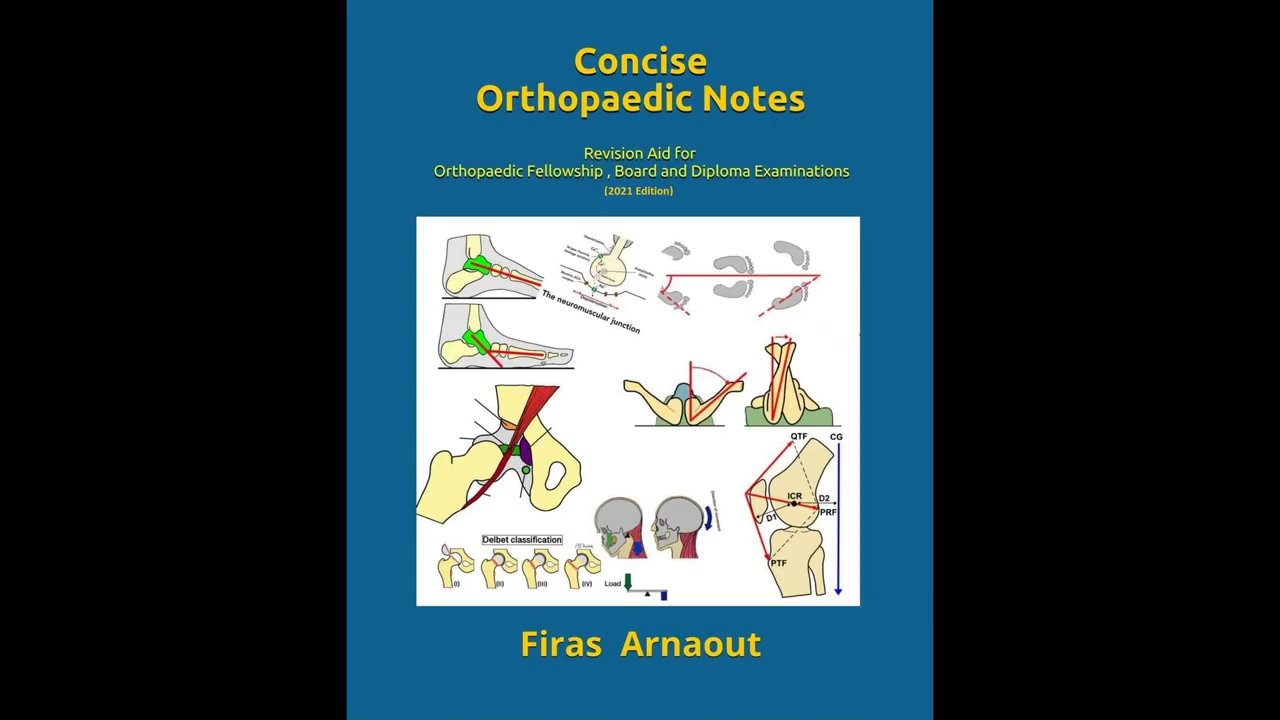 Concise
Orthopaedic Notes
Revision Aid for
Orthopaedic Fellowship , Board and Diploma Examinations
(2021 Edition)
The neuromuscular junction
QTF
CG
ICR
D2
D1
PRF
PTF
Delbet classification
(I)
(II)
(III)
(IV)
Load
Firas Arnaout